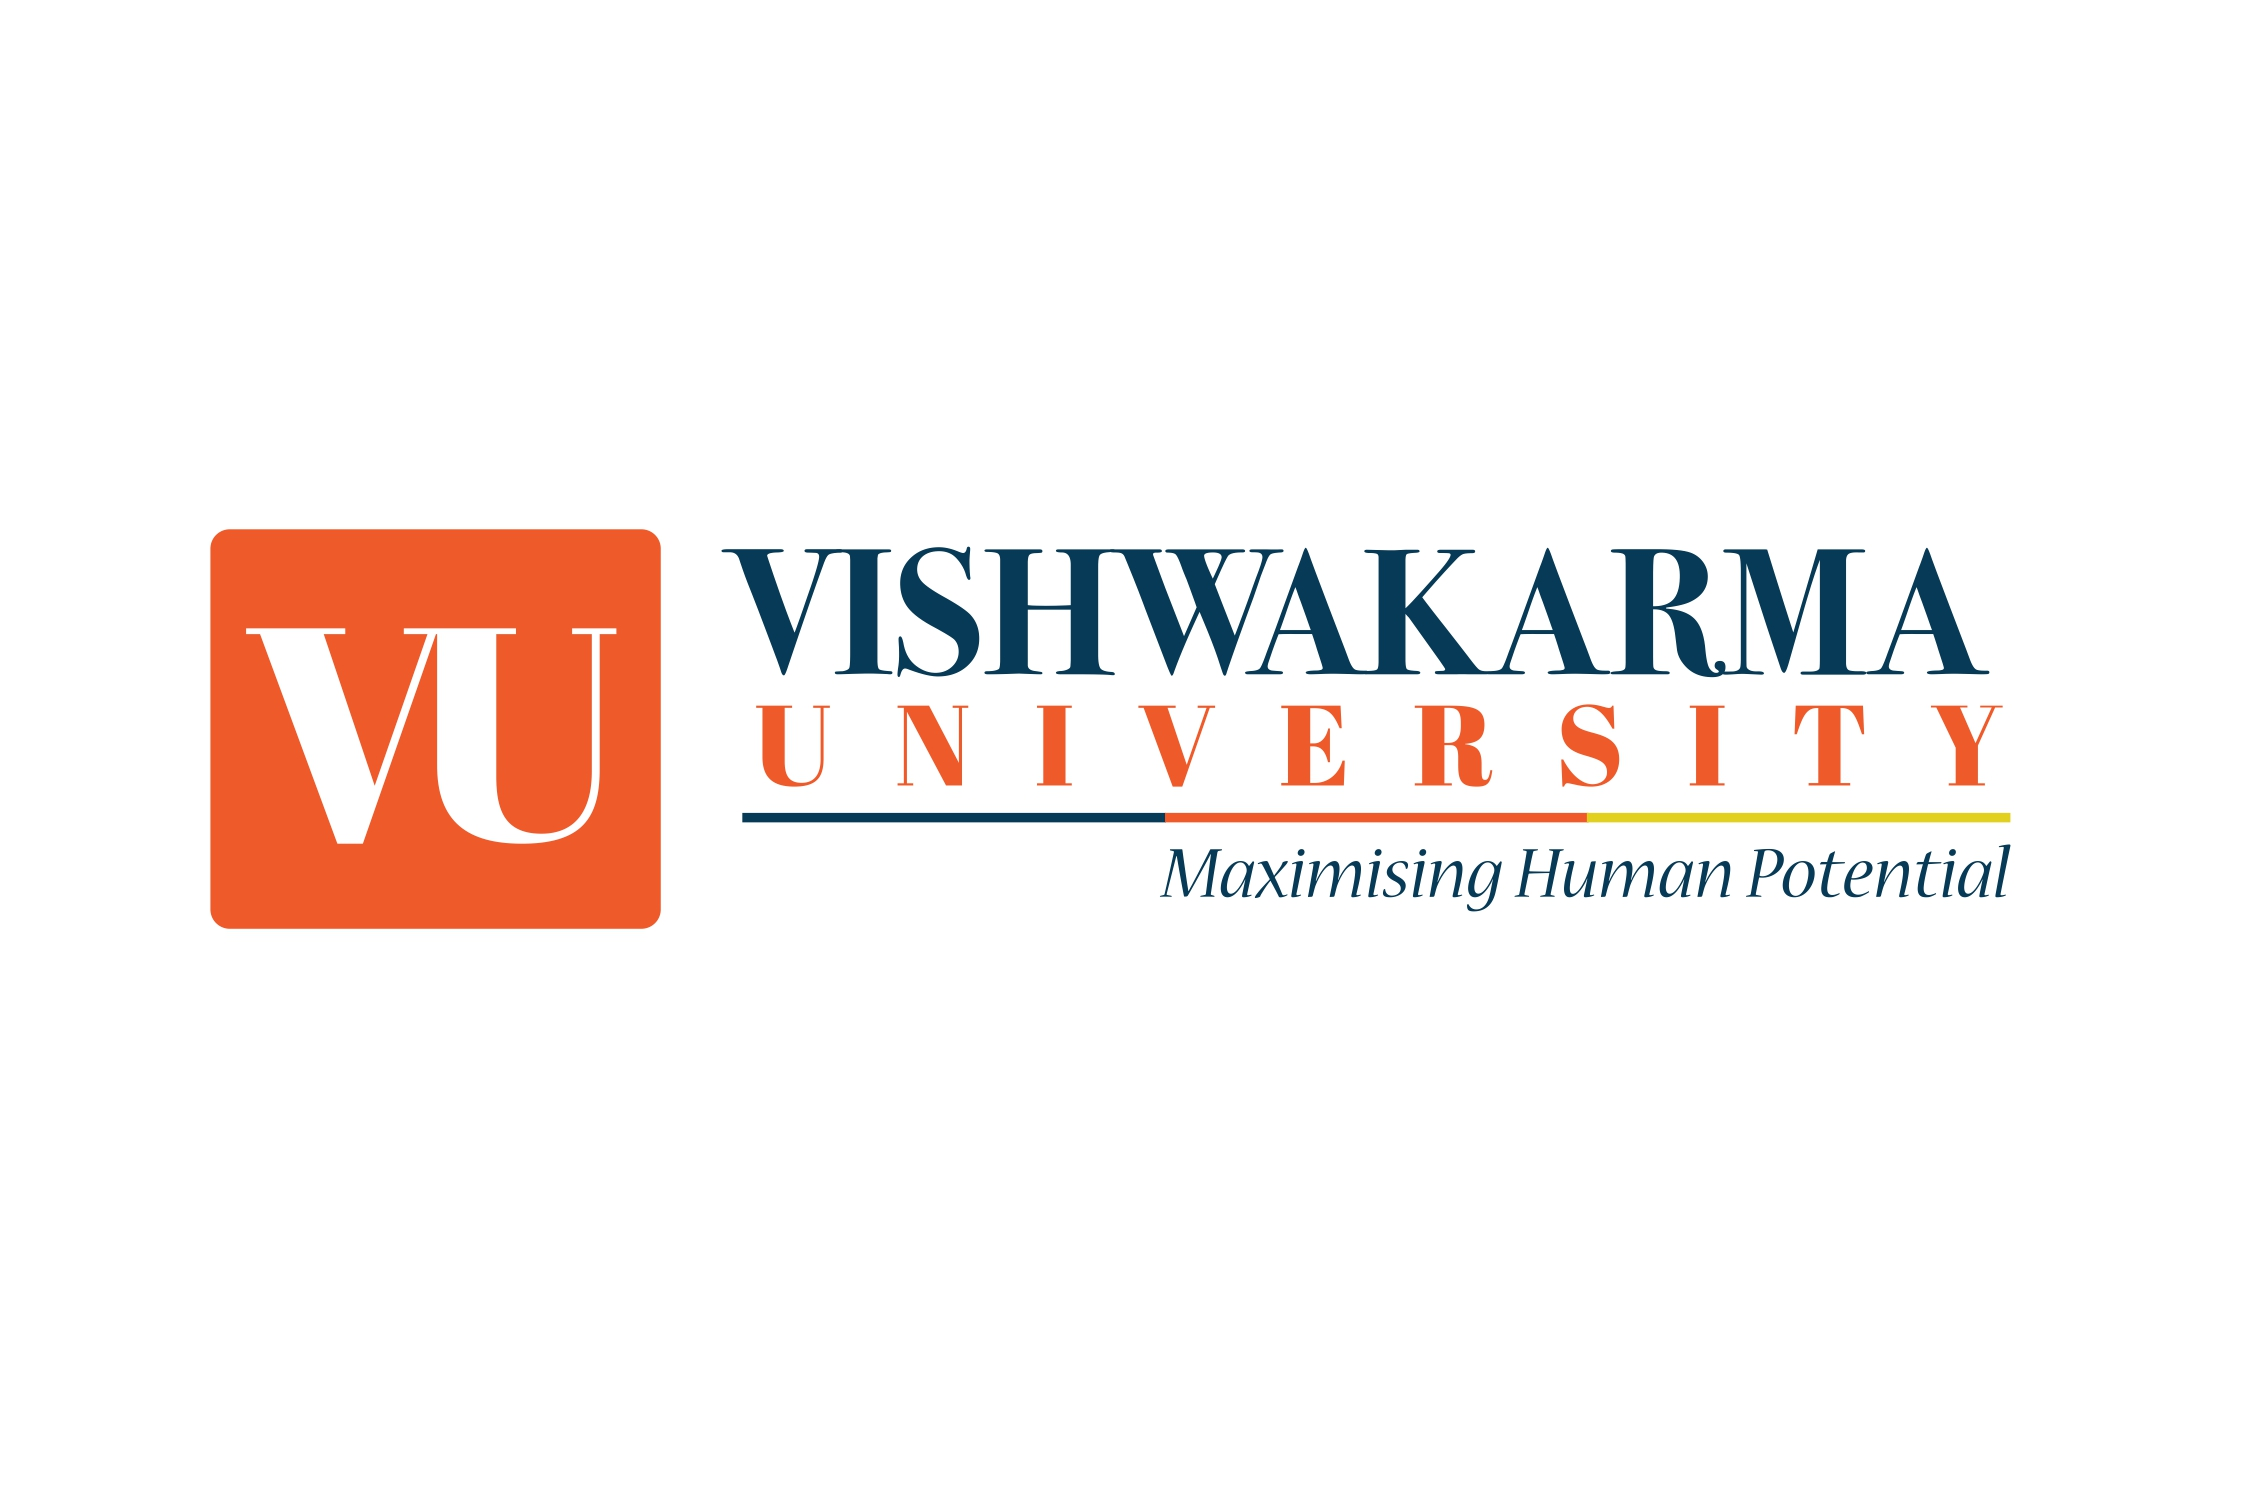 VU
VISHWAKARMA
UNIVERSITY
Maximising Human Potential